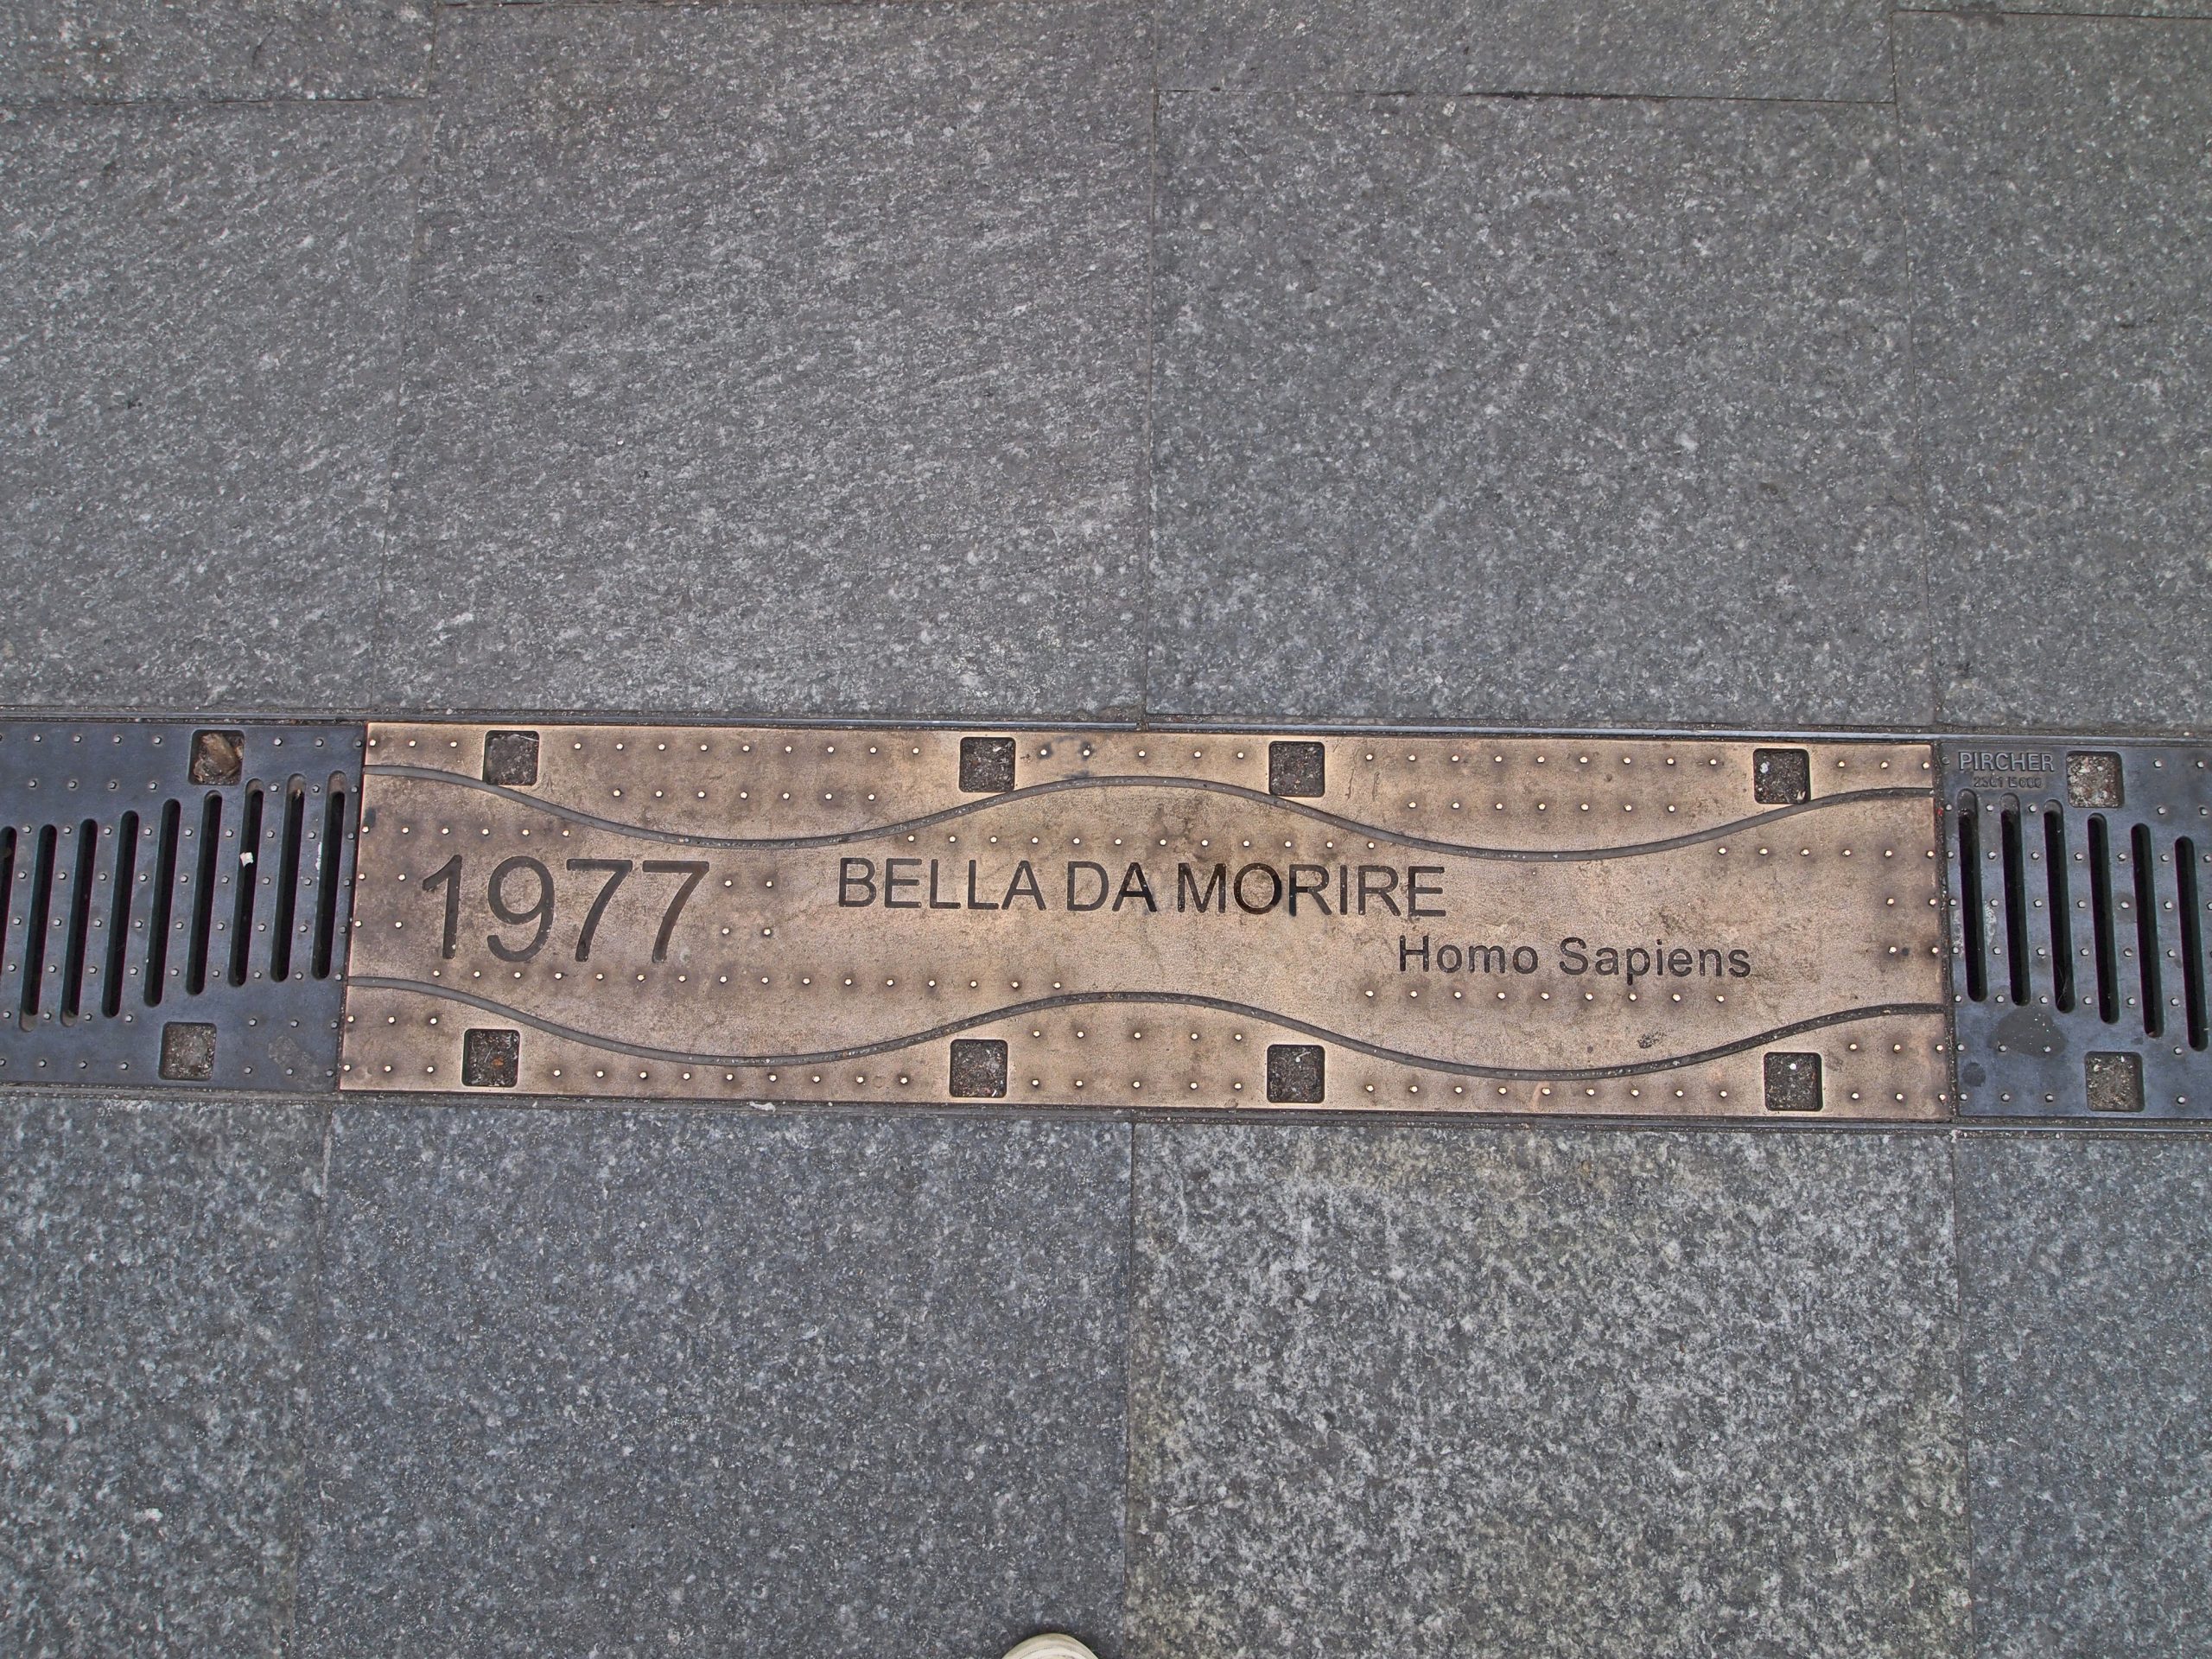 1977
BELLA DA MORIRE
Homo Sapiens
PIRCHER